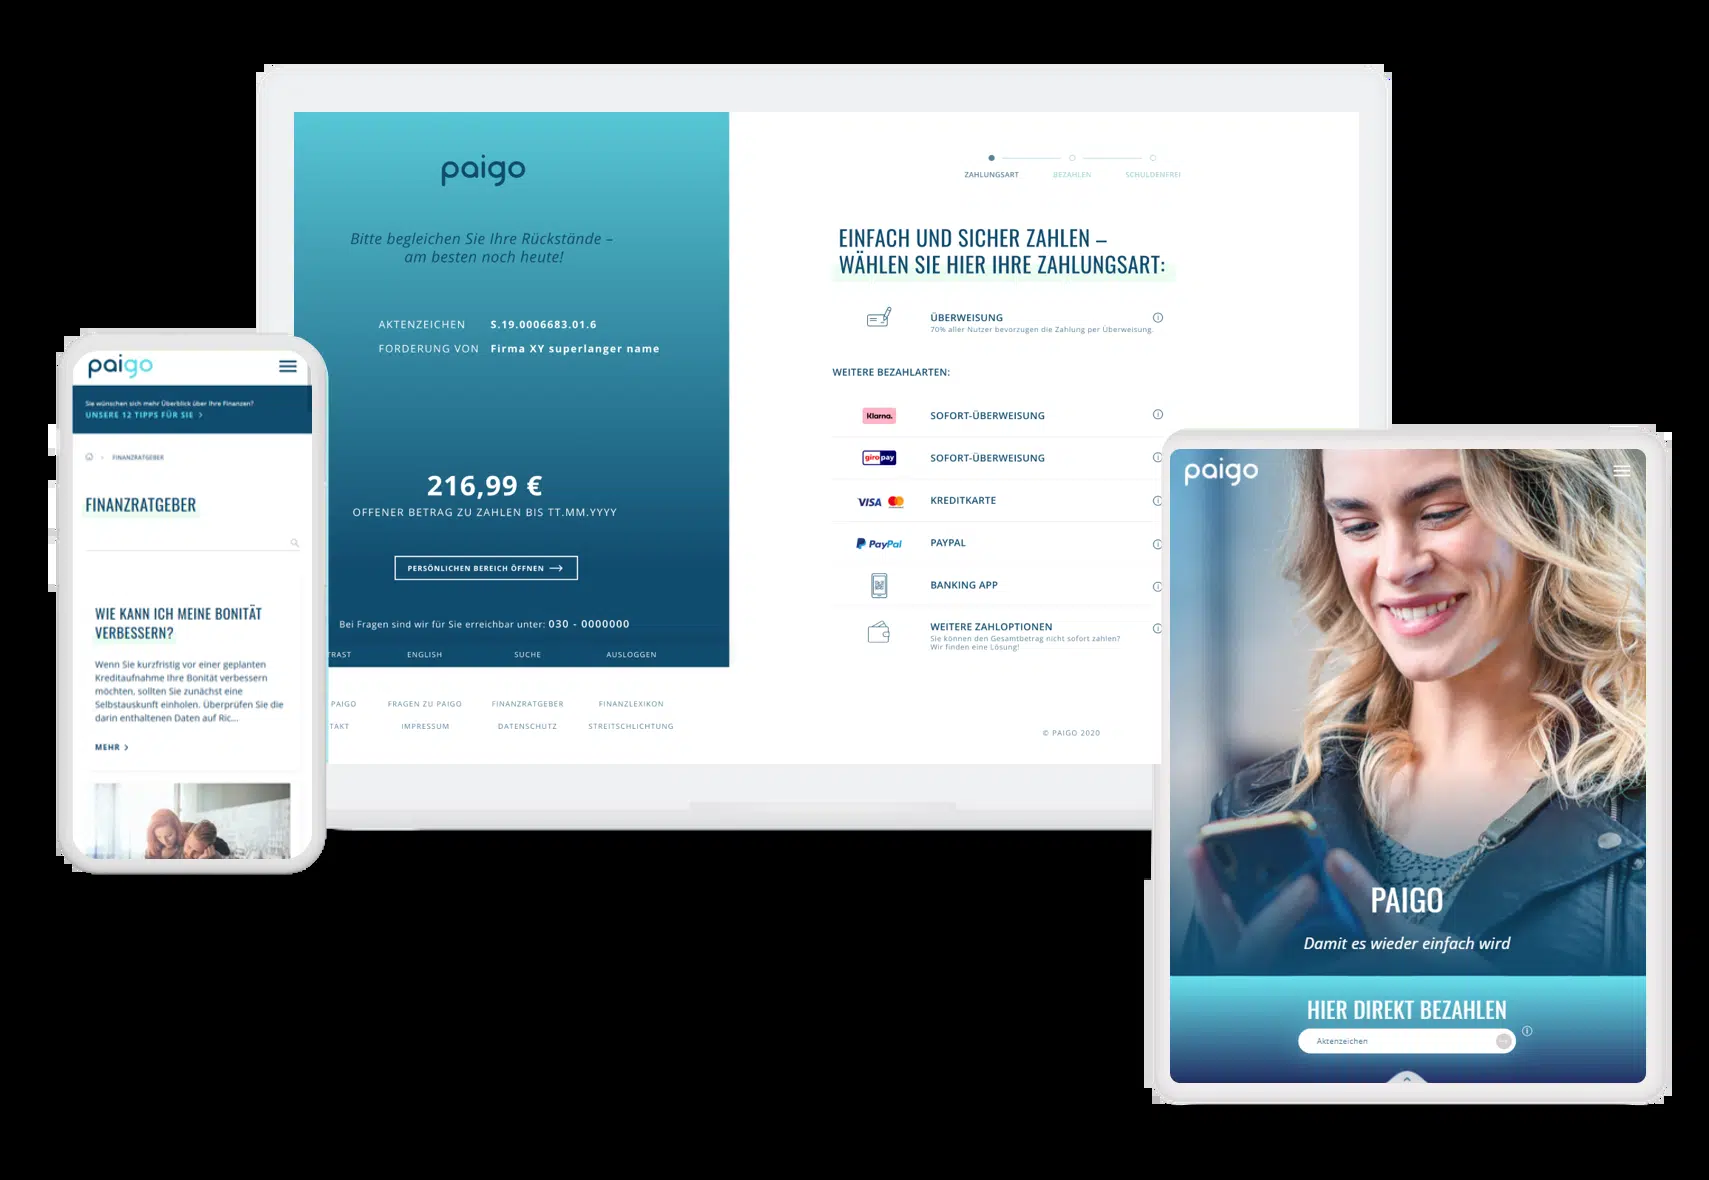 paigo
Bitte begleichen Sie Ihre Rückstände –
am besten noch heute!
AKTENZEICHEN S.19.0006683.01.6
FORDERUNG VON Firma XY superlanger name
216,99 €
OFFENER BETRAG ZU ZAHLEN BIS TT.MM.YYYY
PERSÖNLICHEN BEREICH ÖFFNEN
Bei Fragen sind wir für Sie erreichbar unter: 030 - 0000000
TRAST ENGLISH SUCHE AUSLOGGEN
PAIGO FRAGEN ZU PAIGO FINANZRATGEBER FINANZLEXIKON
TAKT IMPRESSUM DATENSCHUTZ STREITSCHLICHTUNG
ZAHLUNGSART BEZAHLEN SCHULDENFREI
EINFACH UND SICHER ZAHLEN –
WÄHLEN SIE HIER IHRE ZAHLUNGSART:
ÜBERWEISUNG
70% aller Nutzer bevorzugen die Zahlung per Überweisung.
WEITERE BEZAHLARTEN:
Klarna. SOFORT-ÜBERWEISUNG
giropay SOFORT-ÜBERWEISUNG
VISA KREDITKARTE
PayPal PAYPAL
BANKING APP
WEITERE ZAHLOPTIONEN
Sie können den Gesamtbetrag nicht sofort zahlen?
Wir finden eine Lösung!
© PAIGO 2020
paigo
Sie wünschen sich mehr Überblick über Ihre Finanzen?
UNSERE 12 TIPPS FÜR SIE >
FINANZRATGEBER
FINANZRATGEBER
WIE KANN ICH MEINE BONITÄT
VERBESSERN?
Wenn Sie kurzfristig vor einer geplanten
Kreditaufnahme Ihre Bonität verbessern
möchten, sollten Sie zunächst eine
Selbstauskunft einholen. Überprüfen Sie die
darin enthaltenen Daten auf Ric...
MEHR >
paigo
PAIGO
Damit es wieder einfach wird
HIER DIREKT BEZAHLEN
Aktenzeichen